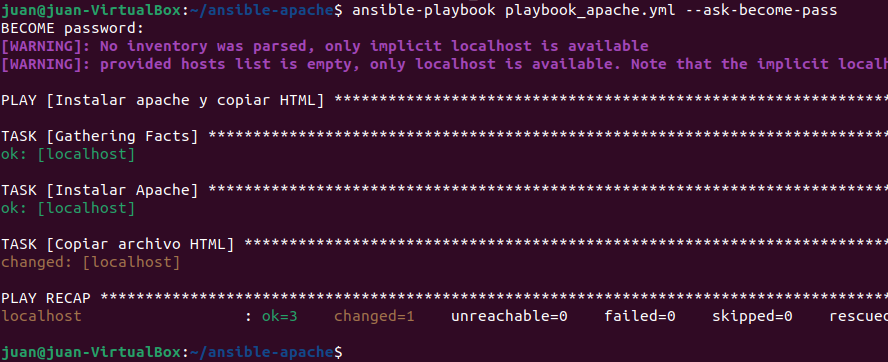 juan@juan-VirtualBox:~/ansible-apache$ ansible-playbook playbook_apache.yml --ask-become-pass
BECOME password:
[WARNING]: No inventory was parsed, only implicit localhost is available
[WARNING]: provided hosts list is empty, only localhost is available. Note that the implicit
PLAY [Instalar apache y copiar HTML] **************************************************************
TASK [Gathering Facts] ****************************************************************************
ok: [localhost]
TASK [Instalar Apache] ****************************************************************************
ok: [localhost]
TASK [Copiar archivo HTML] ************************************************************************
changed: [localhost]
PLAY RECAP ****************************************************************************************
localhost                  : ok=3    changed=1    unreachable=0    failed=0    skipped=0    rescued
juan@juan-VirtualBox:~/ansible-apache$